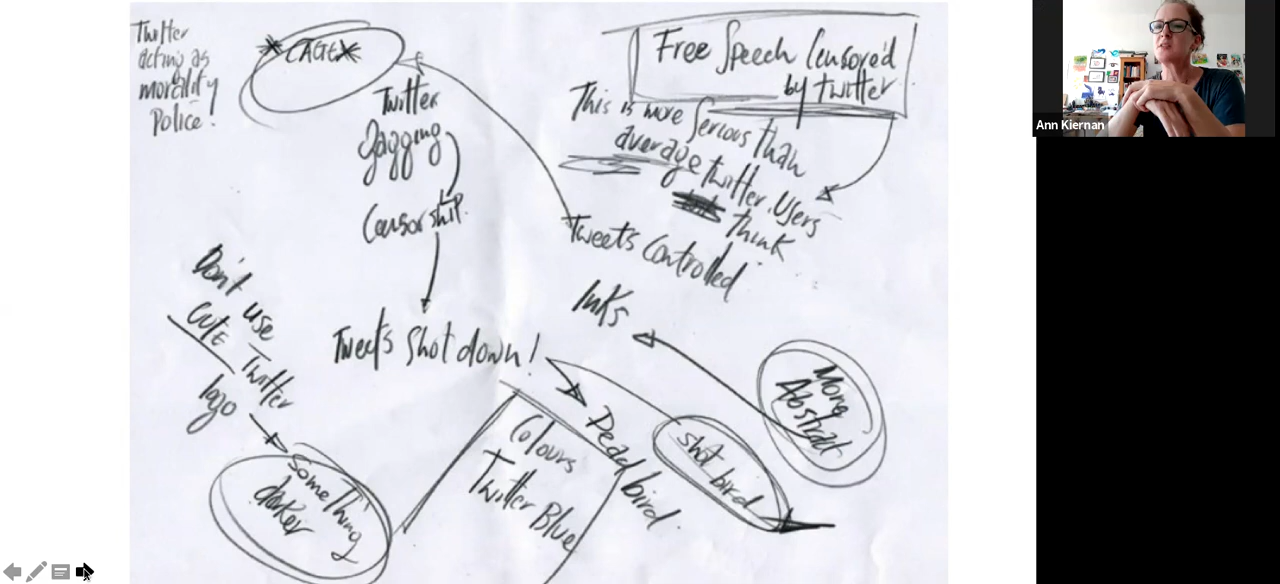 Twitter
acting as
morality
Police!
CAGE
Twitter
Gagging
Censorship.
Free Speech Censored
by twitter
This is more serious than
average twitter users
think
Tweets Controlled
Don't use
cute Twitter
logo
Something
darker
Tweets shot down!
Inks
More
Abstract
Dead bird.
shot bird
Colours
Twitter Blue
Ann Kiernan